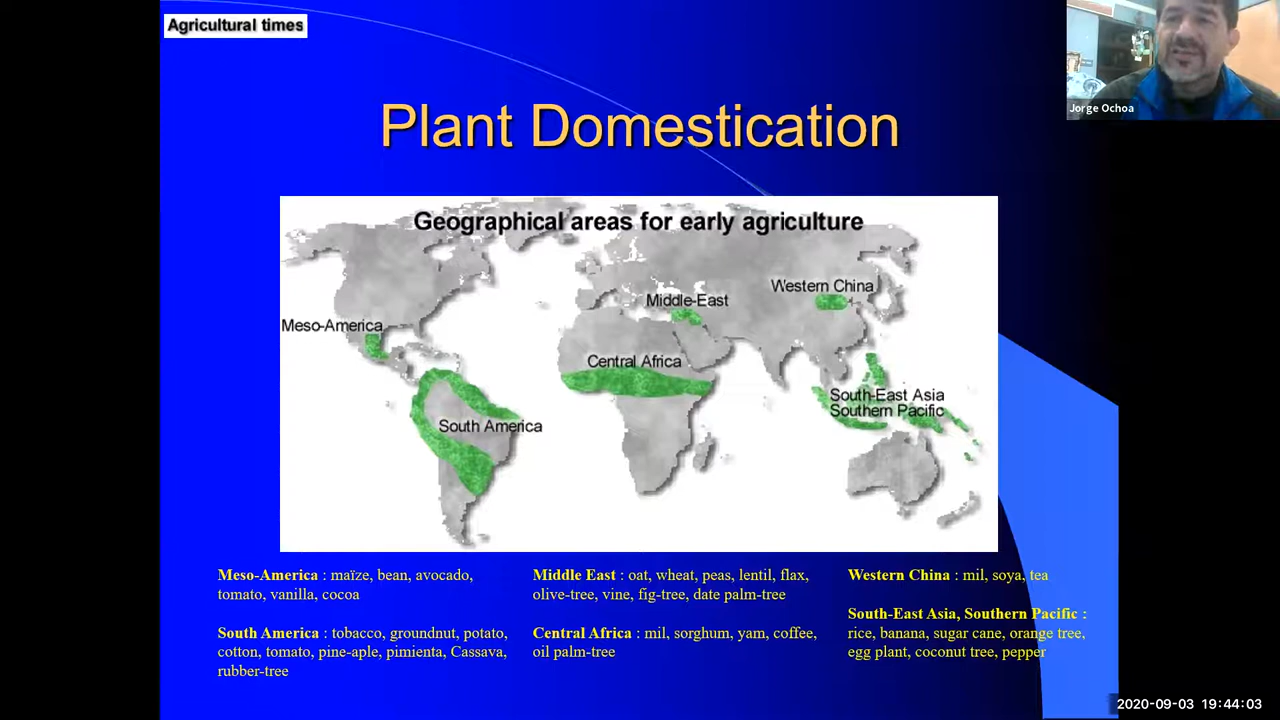 Agricultural times
Jorge Ochoa
Plant Domestication
Geographical areas for early agriculture
Western China
Middle-East
Meso-America
Central Africa
South-East Asia
Southern Pacific
South America
Meso-America : maïze, bean, avocado,
tomato, vanilla, cocoa
South America : tobacco, groundnut, potato,
cotton, tomato, pine-aple, pimienta, Cassava,
rubber-tree
Middle East : oat, wheat, peas, lentil, flax,
olive-tree, vine, fig-tree, date palm-tree
Central Africa : mil, sorghum, yam, coffee,
oil palm-tree
Western China : mil, soya, tea
South-East Asia, Southern Pacific :
rice, banana, sugar cane, orange tree,
egg plant, coconut tree, pepper
2020-09-03 19:44:03